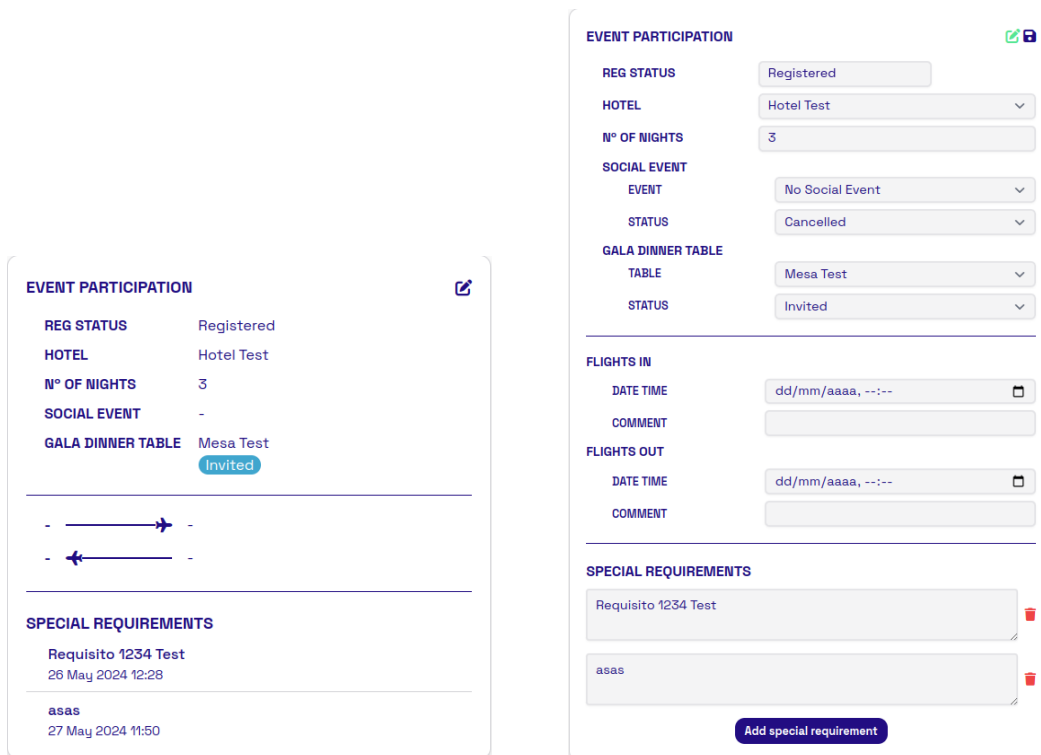 EVENT PARTICIPATION
REG STATUS Registered
HOTEL Hotel Test
Nº OF NIGHTS 3
SOCIAL EVENT -
GALA DINNER TABLE Mesa Test
Invited
- -
- -
SPECIAL REQUIREMENTS
Requisito 1234 Test
26 May 2024 12:28
asas
27 May 2024 11:50
EVENT PARTICIPATION
REG STATUS Registered
HOTEL Hotel Test
Nº OF NIGHTS 3
SOCIAL EVENT
EVENT No Social Event
STATUS Cancelled
GALA DINNER TABLE
TABLE Mesa Test
STATUS Invited
FLIGHTS IN
DATE TIME dd/mm/aaaa, --:--
COMMENT
FLIGHTS OUT
DATE TIME dd/mm/aaaa, --:--
COMMENT
SPECIAL REQUIREMENTS
Requisito 1234 Test
asas
Add special requirement